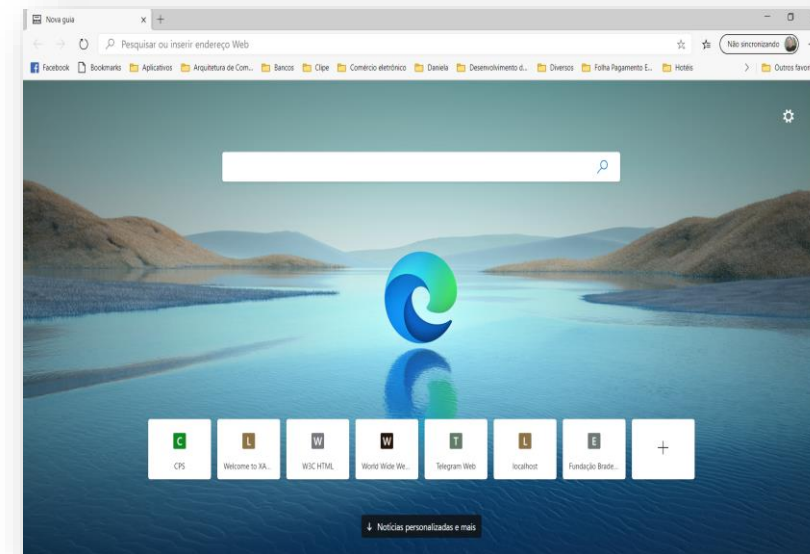 Nova guia
Pesquisar ou inserir endereço Web Não sincronizando
Facebook Bookmarks Aplicativos Arquitetura de Com... Bancos Clipe Comércio eletrônico Daniela Desenvolvimento d... Diversos Folha Pagamento E... Hotéis Outros favor
C L W W T L E
CPS Welcome to XA... W3C HTML World Wide We... Telegram Web localhost Fundação Brade...
Notícias personalizadas e mais